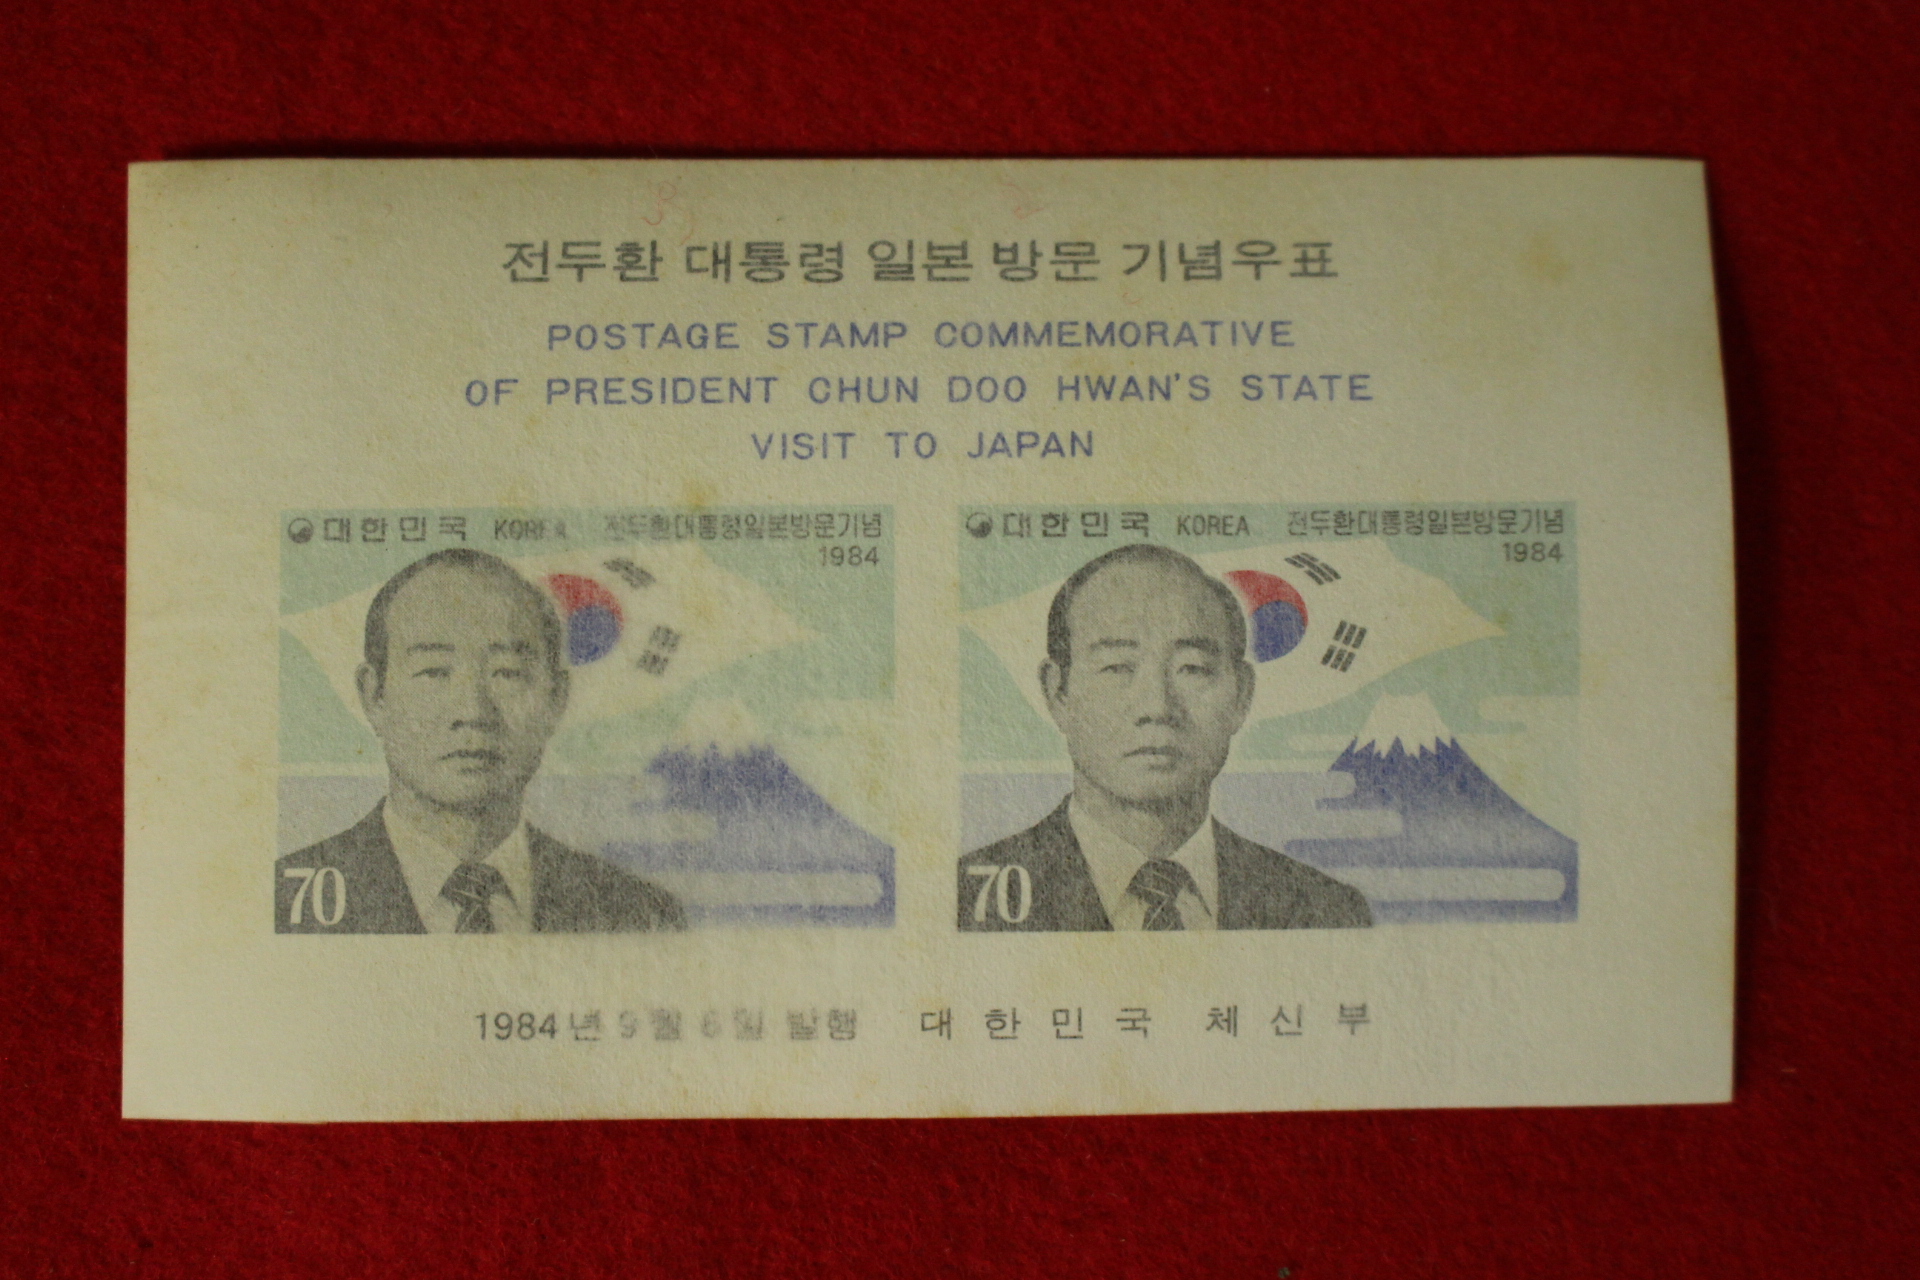 전두환 대통령 일본 방문 기념우표
POSTAGE STAMP COMMEMORATIVE
OF PRESIDENT CHUN DOO HWAN'S STATE
VISIT TO JAPAN
대한민국 KOREA 전두환대통령일본방문기념
1984
70
대한민국 KOREA 전두환대통령일본방문기념
1984
70
1984년 9월 6일 발행 대한민국 체신부